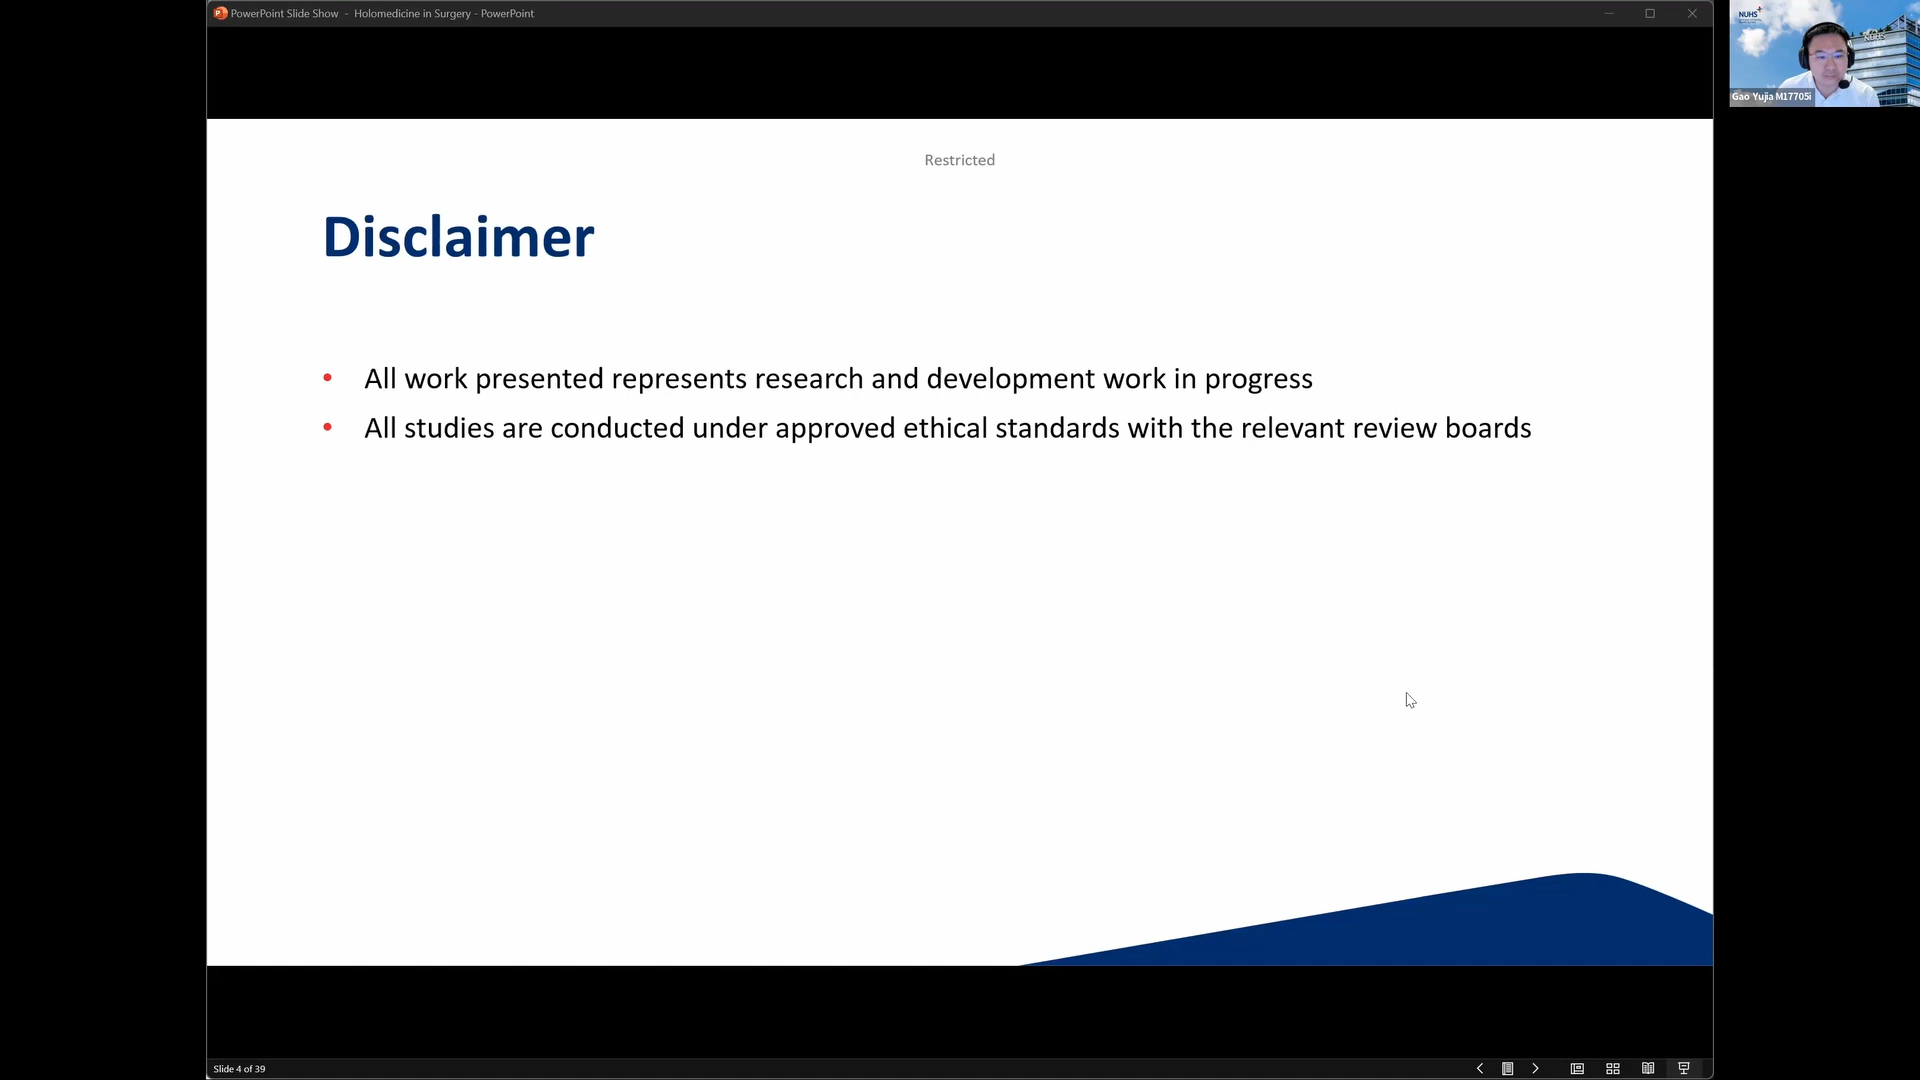 PowerPoint Slide Show - Holomedicine in Surgery - PowerPoint
NUHS
NUHS
Gao Yujia M17705i
Restricted
Disclaimer
• All work presented represents research and development work in progress
• All studies are conducted under approved ethical standards with the relevant review boards
Slide 4 of 39